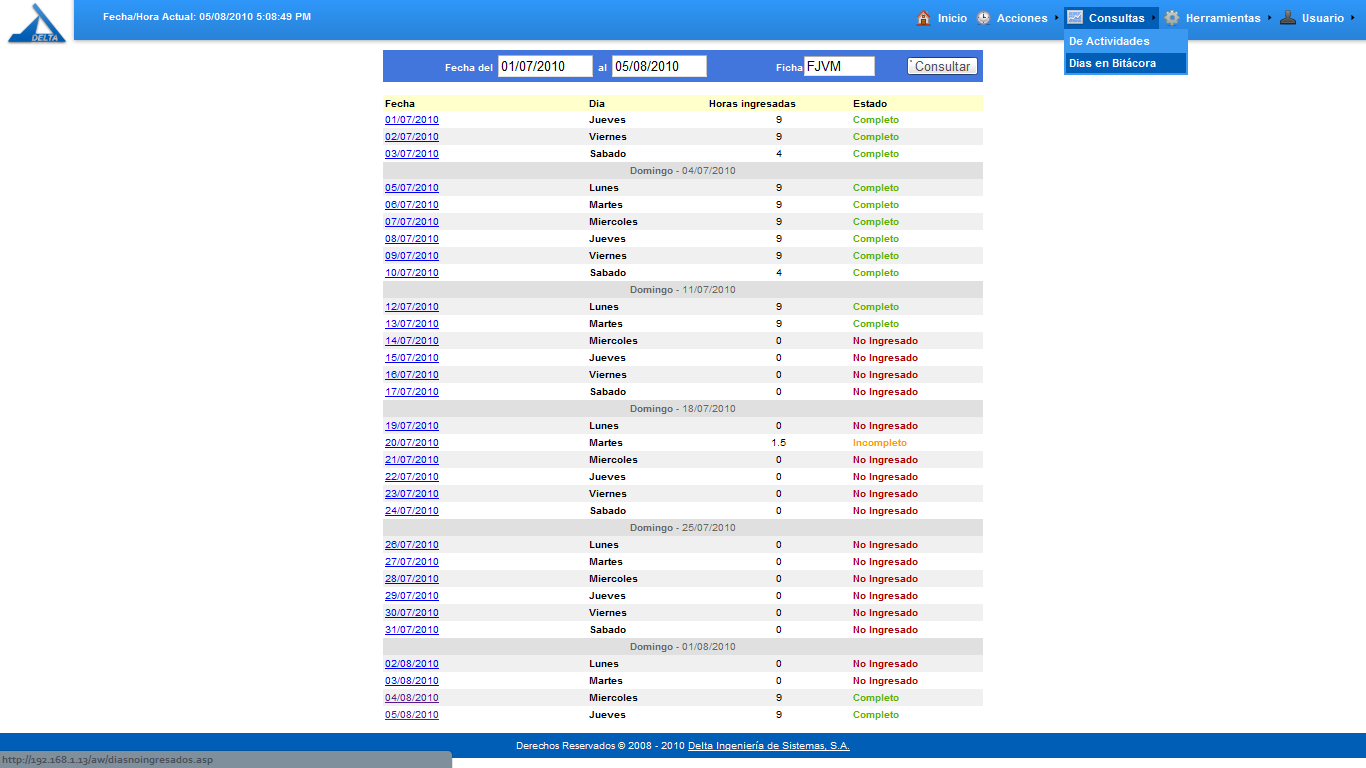 DELTA
Fecha/Hora Actual: 05/08/2010 5:08:49 PM
Inicio Acciones Consultas Herramientas Usuario
De Actividades
Dias en Bitácora
Fecha del 01/07/2010 al 05/08/2010 Ficha FJVM Consultar
Fecha Dia Horas ingresadas Estado
01/07/2010 Jueves 9 Completo
02/07/2010 Viernes 9 Completo
03/07/2010 Sabado 4 Completo
Domingo - 04/07/2010
05/07/2010 Lunes 9 Completo
06/07/2010 Martes 9 Completo
07/07/2010 Miercoles 9 Completo
08/07/2010 Jueves 9 Completo
09/07/2010 Viernes 9 Completo
10/07/2010 Sabado 4 Completo
Domingo - 11/07/2010
12/07/2010 Lunes 9 Completo
13/07/2010 Martes 9 Completo
14/07/2010 Miercoles 0 No Ingresado
15/07/2010 Jueves 0 No Ingresado
16/07/2010 Viernes 0 No Ingresado
17/07/2010 Sabado 0 No Ingresado
Domingo - 18/07/2010
19/07/2010 Lunes 0 No Ingresado
20/07/2010 Martes 1.5 Incompleto
21/07/2010 Miercoles 0 No Ingresado
22/07/2010 Jueves 0 No Ingresado
23/07/2010 Viernes 0 No Ingresado
24/07/2010 Sabado 0 No Ingresado
Domingo - 25/07/2010
26/07/2010 Lunes 0 No Ingresado
27/07/2010 Martes 0 No Ingresado
28/07/2010 Miercoles 0 No Ingresado
29/07/2010 Jueves 0 No Ingresado
30/07/2010 Viernes 0 No Ingresado
31/07/2010 Sabado 0 No Ingresado
Domingo - 01/08/2010
02/08/2010 Lunes 0 No Ingresado
03/08/2010 Martes 0 No Ingresado
04/08/2010 Miercoles 9 Completo
05/08/2010 Jueves 9 Completo
Derechos Reservados © 2008 - 2010 Delta Ingeniería de Sistemas, S.A.
http://192.168.1.13/aw/diasnoingresados.asp